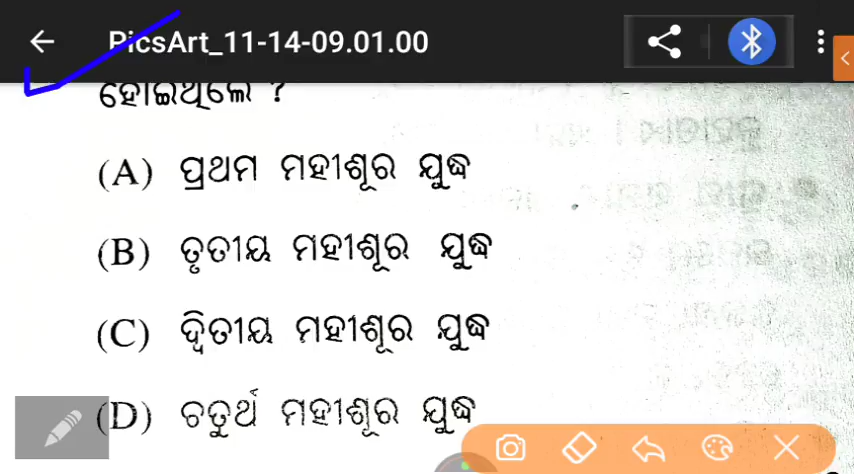 PicsArt_11-14-09.01.00
ହୋଇଥିଲେ ?
(A) ପ୍ରଥମ ମହୀଶୂର ଯୁଦ୍ଧ
(B) ତୃତୀୟ ମହୀଶୂର ଯୁଦ୍ଧ
(C) ଦ୍ୱିତୀୟ ମହୀଶୂର ଯୁଦ୍ଧ
(D) ଚତୁର୍ଥ ମହୀଶୂର ଯୁଦ୍ଧ